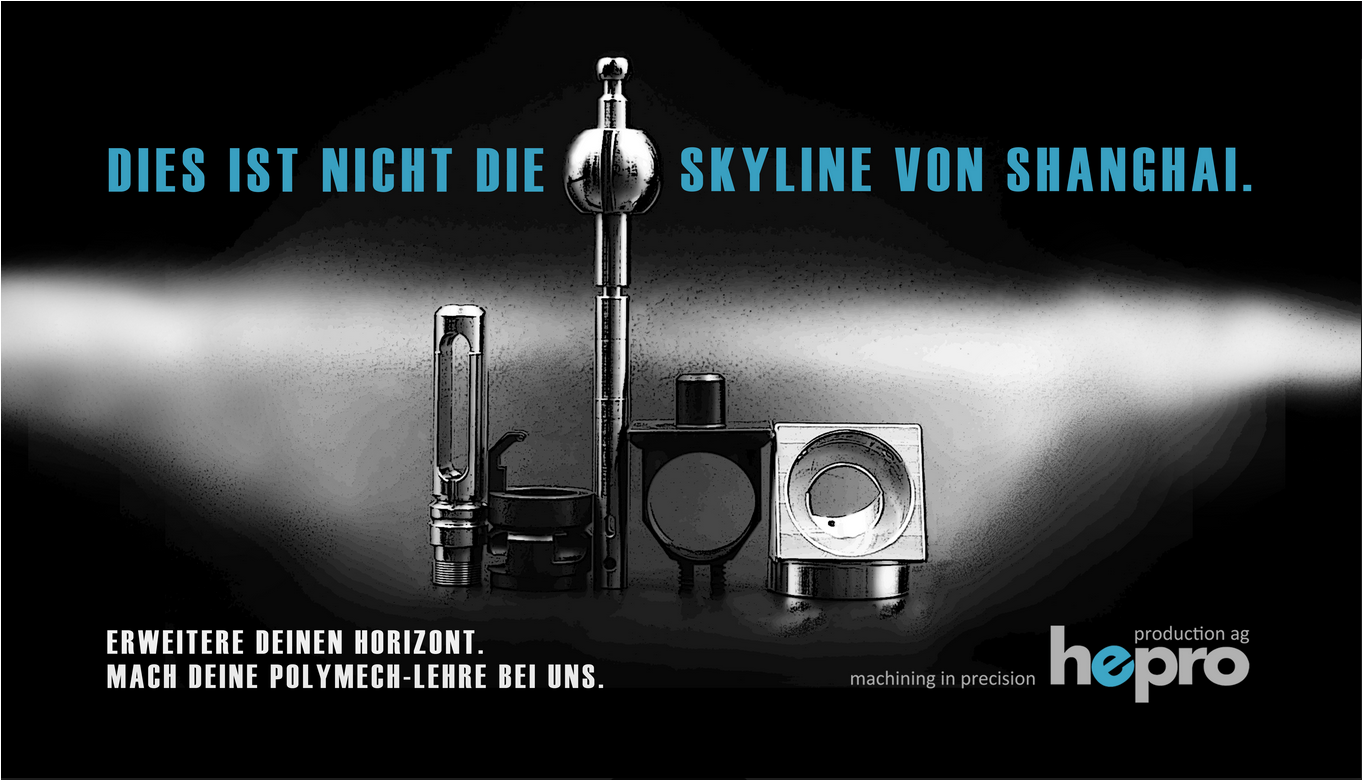 DIES IST NICHT DIE SKYLINE VON SHANGHAI.
ERWEITERE DEINEN HORIZONT.
MACH DEINE POLYMECH-LEHRE BEI UNS.
production ag
machining in precision hepro